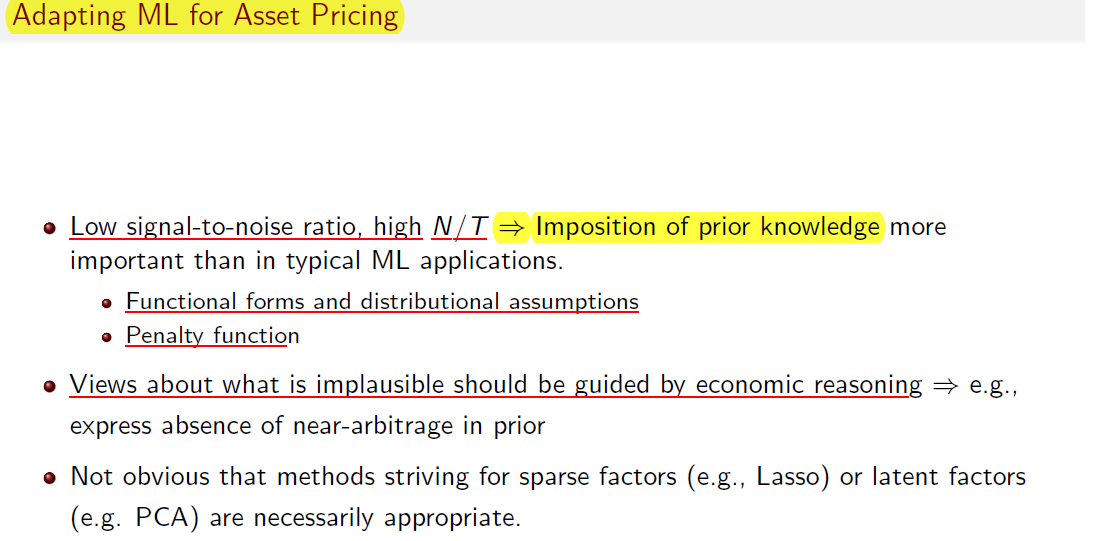 Adapting ML for Asset Pricing
Low signal-to-noise ratio, high N/T ⇒ Imposition of prior knowledge more
important than in typical ML applications.
Functional forms and distributional assumptions
Penalty function
Views about what is implausible should be guided by economic reasoning ⇒ e.g.,
express absence of near-arbitrage in prior
Not obvious that methods striving for sparse factors (e.g., Lasso) or latent factors
(e.g. PCA) are necessarily appropriate.